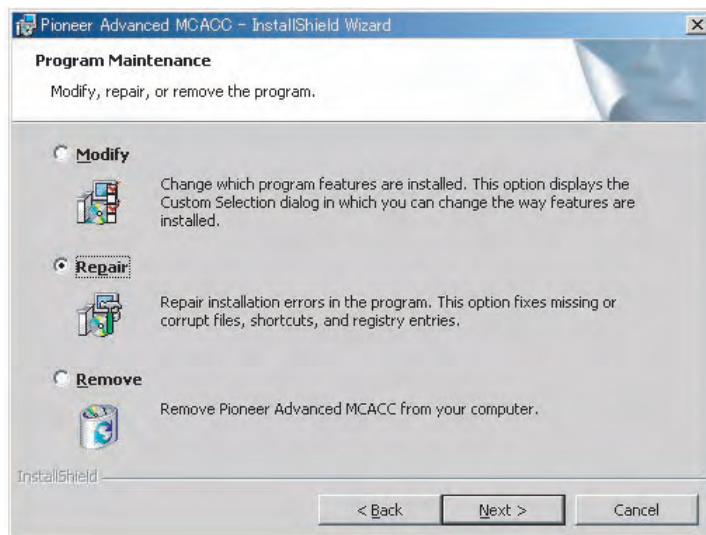 Pioneer Advanced MCACC - InstallShield Wizard
Program Maintenance
Modify, repair, or remove the program.
Modify
Change which program features are installed. This option displays the
Custom Selection dialog in which you can change the way features are
installed.
Repair
Repair installation errors in the program. This option fixes missing or
corrupt files, shortcuts, and registry entries.
Remove
Remove Pioneer Advanced MCACC from your computer.
InstallShield
< Back Next > Cancel